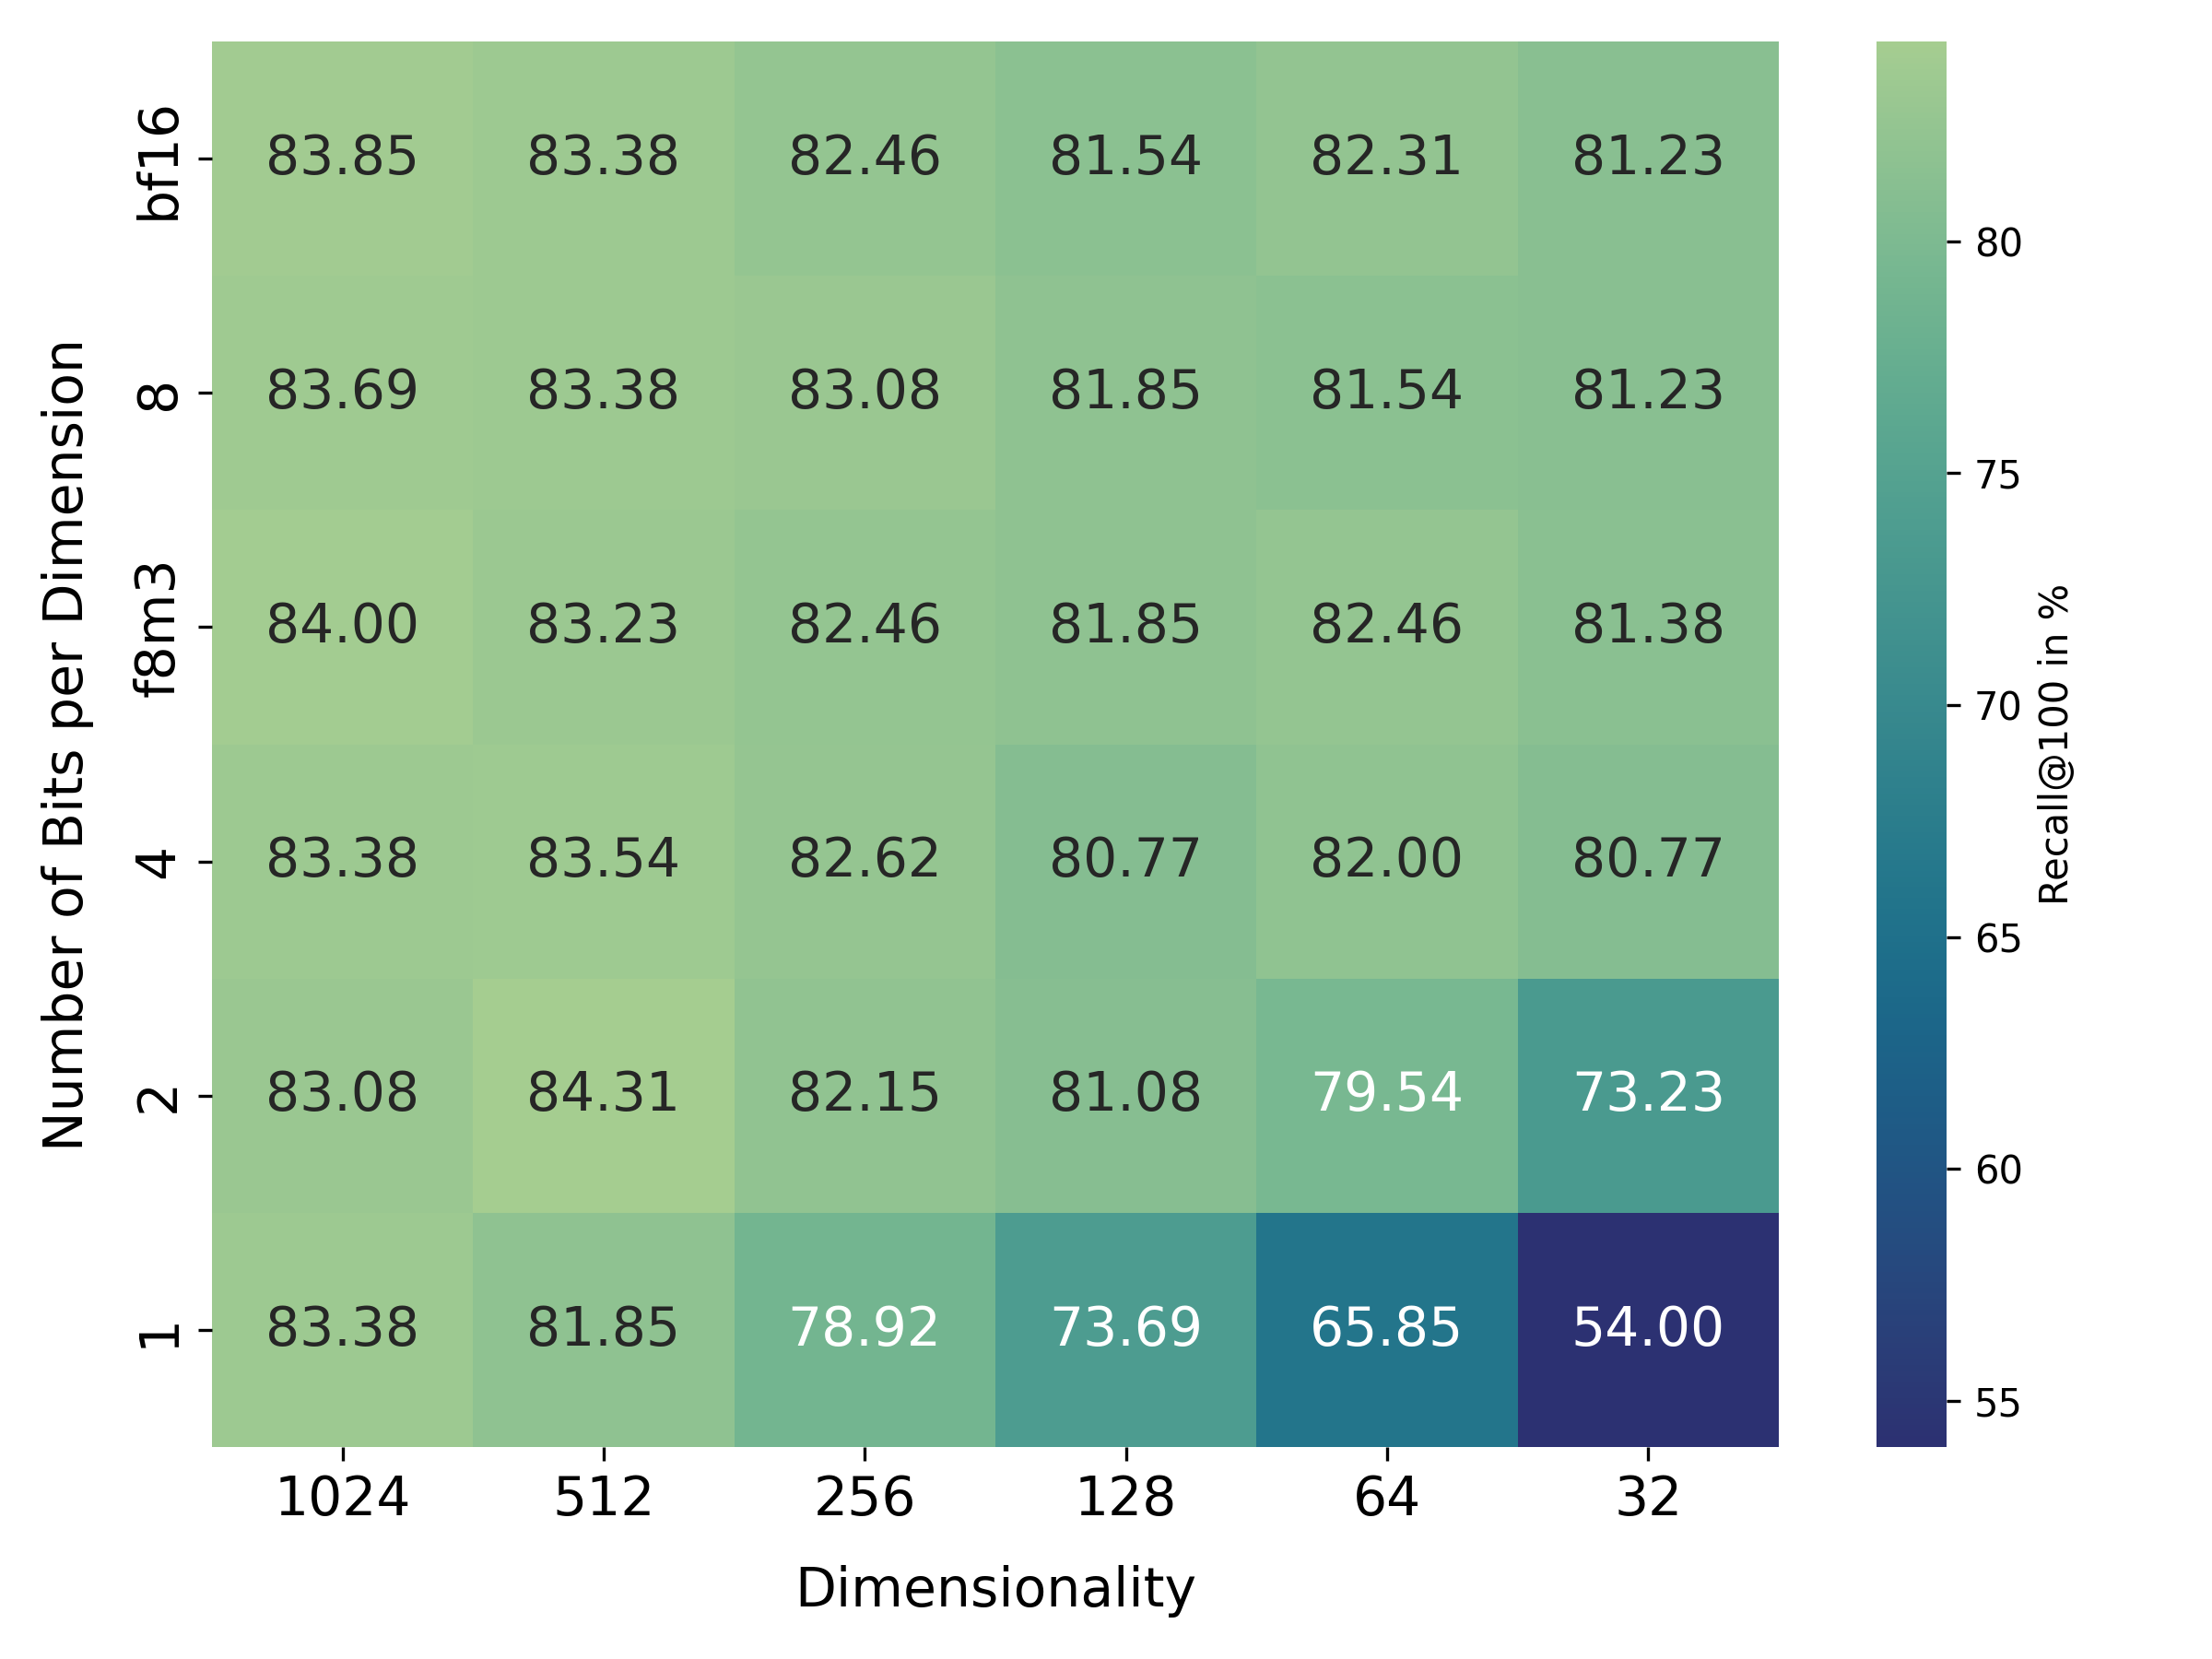 Number of Bits per Dimension
bf16 83.85 83.38 82.46 81.54 82.31 81.23
8 83.69 83.38 83.08 81.85 81.54 81.23
f8m3 84.00 83.23 82.46 81.85 82.46 81.38
4 83.38 83.54 82.62 80.77 82.00 80.77
2 83.08 84.31 82.15 81.08 79.54 73.23
1 83.38 81.85 78.92 73.69 65.85 54.00
1024 512 256 128 64 32
Dimensionality
80
75
70
65
60
55
Recall@100 in %